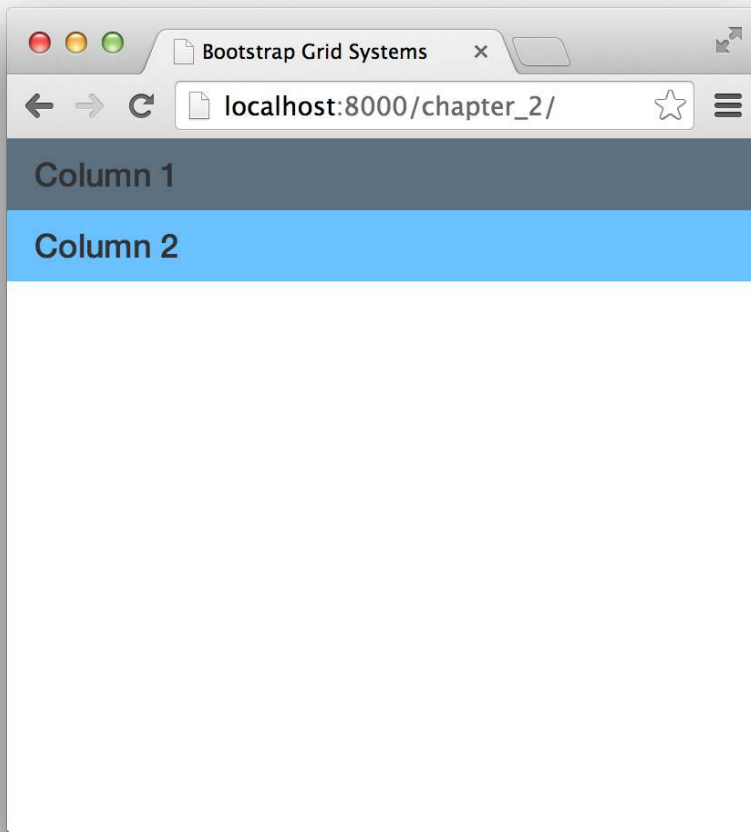 Bootstrap Grid Systems
localhost:8000/chapter_2/
Column 1
Column 2